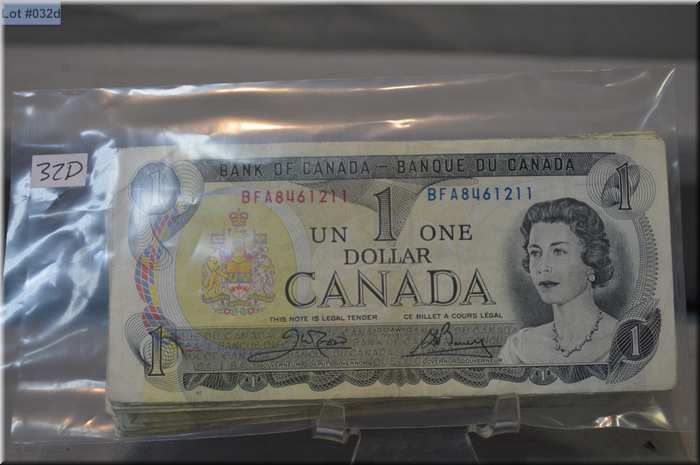 Lot #032d
32D
BANK OF CANADA – BANQUE DU CANADA
1 1
BFA8461211 BFA8461211
UN 1 ONE
DOLLAR
CANADA
THIS NOTE IS LEGAL TENDER CE BILLET A COURS LÉGAL
1 1